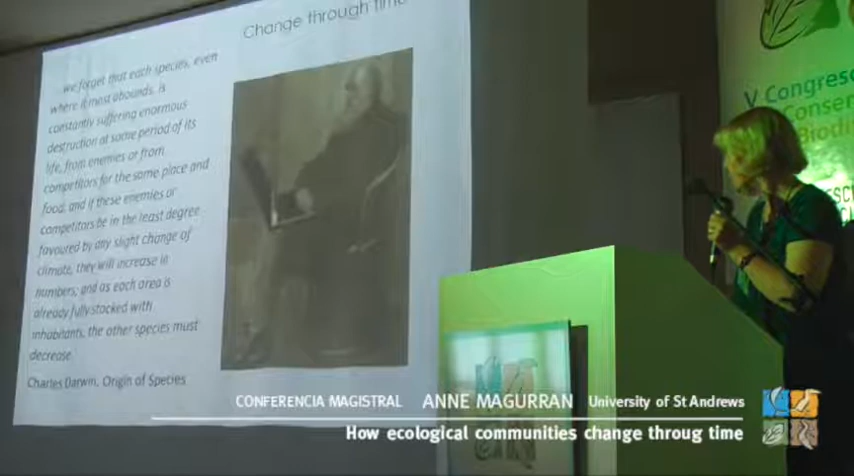 Change through time
...we forget that each species, even
where it most abounds, is
constantly suffering enormous
destruction at some period of its
life, from enemies or from
competitors for the same place and
food; and if these enemies or
competitors be in the least degree
favoured by any slight change of
climate, they will increase in
numbers; and as each area is
already fully stocked with
inhabitants, the other species must
decrease.
Charles Darwin, Origin of Species
V Congres
Conser
Biodi
CONFERENCIA MAGISTRAL ANNE MAGURRAN University of St Andrews
How ecological communities change throug time